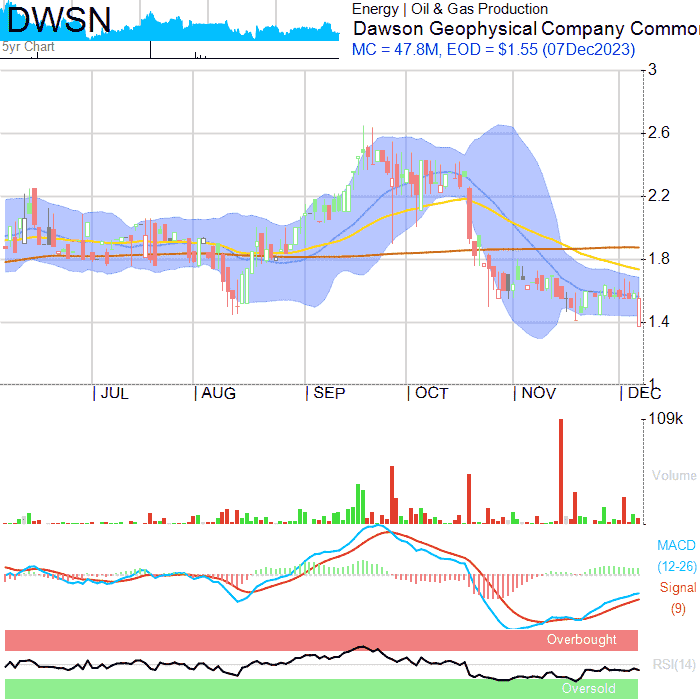 DWSN
5yr Chart
Energy | Oil & Gas Production
Dawson Geophysical Company Commo
MC = 47.8M, EOD = $1.55 (07Dec2023)
3
2.6
2.2
1.8
1.4
1
JUL AUG SEP OCT NOV DEC
109k
Volume
MACD
(12-26)
Signal
(9)
Overbought
RSI(14)
Oversold